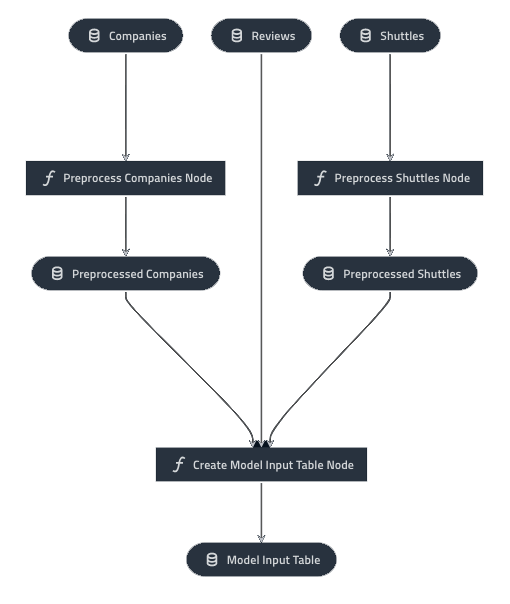 Companies
Reviews
Shuttles
Preprocess Companies Node
Preprocess Shuttles Node
Preprocessed Companies
Preprocessed Shuttles
Create Model Input Table Node
Model Input Table